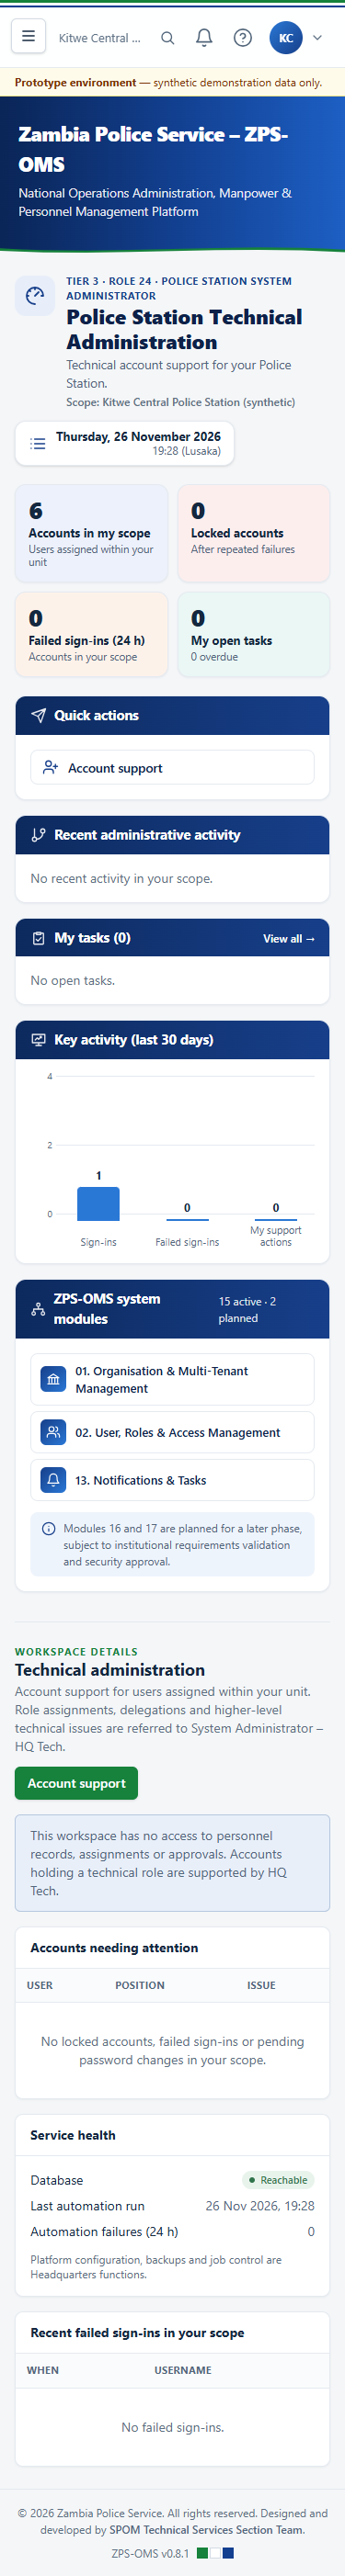 Kitwe Central ...
KC
Prototype environment — synthetic demonstration data only.
Zambia Police Service – ZPS-
OMS
National Operations Administration, Manpower &
Personnel Management Platform
TIER 3 · ROLE 24 · POLICE STATION SYSTEM
ADMINISTRATOR
Police Station Technical
Administration
Technical account support for your Police
Station.
Scope: Kitwe Central Police Station (synthetic)
Thursday, 26 November 2026
19:28 (Lusaka)
6
Accounts in my scope
Users assigned within your
unit
0
Locked accounts
After repeated failures
0
Failed sign-ins (24 h)
Accounts in your scope
0
My open tasks
0 overdue
Quick actions
Account support
Recent administrative activity
No recent activity in your scope.
My tasks (0)
View all →
No open tasks.
Key activity (last 30 days)
4
2
0
1
0
0
Sign-ins
Failed sign-ins
My support
actions
ZPS-OMS system
modules
15 active · 2
planned
01. Organisation & Multi-Tenant
Management
02. User, Roles & Access Management
13. Notifications & Tasks
Modules 16 and 17 are planned for a later phase,
subject to institutional requirements validation
and security approval.
WORKSPACE DETAILS
Technical administration
Account support for users assigned within your unit.
Role assignments, delegations and higher-level
technical issues are referred to System Administrator –
HQ Tech.
Account support
This workspace has no access to personnel
records, assignments or approvals. Accounts
holding a technical role are supported by HQ
Tech.
Accounts needing attention
USER POSITION ISSUE
No locked accounts, failed sign-ins or pending
password changes in your scope.
Service health
Database Reachable
Last automation run 26 Nov 2026, 19:28
Automation failures (24 h) 0
Platform configuration, backups and job control are
Headquarters functions.
Recent failed sign-ins in your scope
WHEN USERNAME
No failed sign-ins.
© 2026 Zambia Police Service. All rights reserved. Designed and
developed by SPOM Technical Services Section Team.
ZPS-OMS v0.8.1